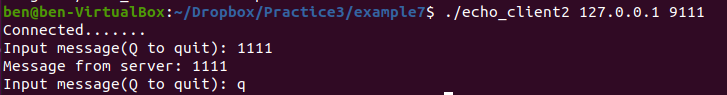 ben@ben-VirtualBox:~/Dropbox/Practice3/example7$ ./echo_client2 127.0.0.1 9111
Connected.......
Input message(Q to quit): 1111
Message from server: 1111
Input message(Q to quit): q